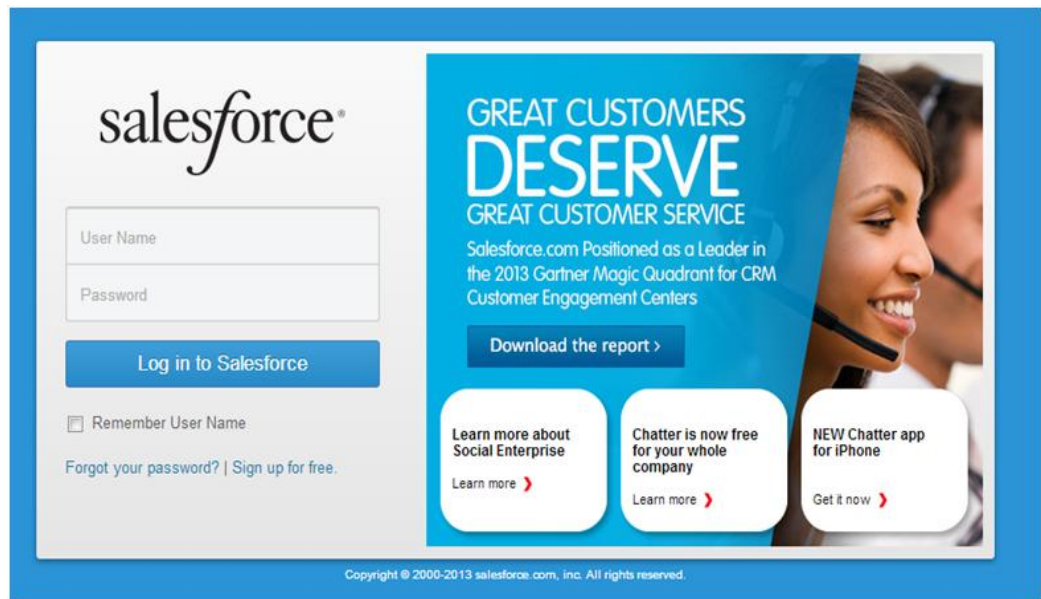 salesforce®
User Name
Password
Log in to Salesforce
Remember User Name
Forgot your password? | Sign up for free.
GREAT CUSTOMERS
DESERVE
GREAT CUSTOMER SERVICE
Salesforce.com Positioned as a Leader in
the 2013 Gartner Magic Quadrant for CRM
Customer Engagement Centers
Download the report ›
Learn more about
Social Enterprise
Learn more ❯
Chatter is now free
for your whole
company
Learn more ❯
NEW Chatter app
for iPhone
Get it now ❯
Copyright © 2000-2013 salesforce.com, inc. All rights reserved.